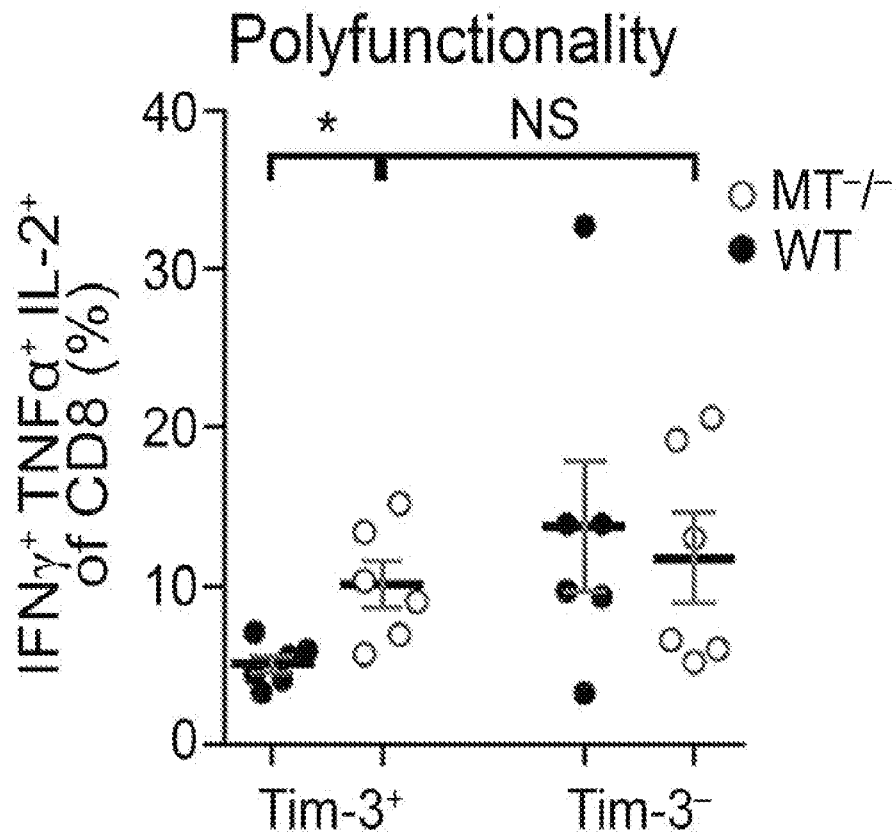 Polyfunctionality
IFNγ⁺ TNFα⁺ IL-2⁺
of CD8 (%)
40
30
20
10
0
*
NS
MT⁻/⁻
WT
Tim-3⁺
Tim-3⁻